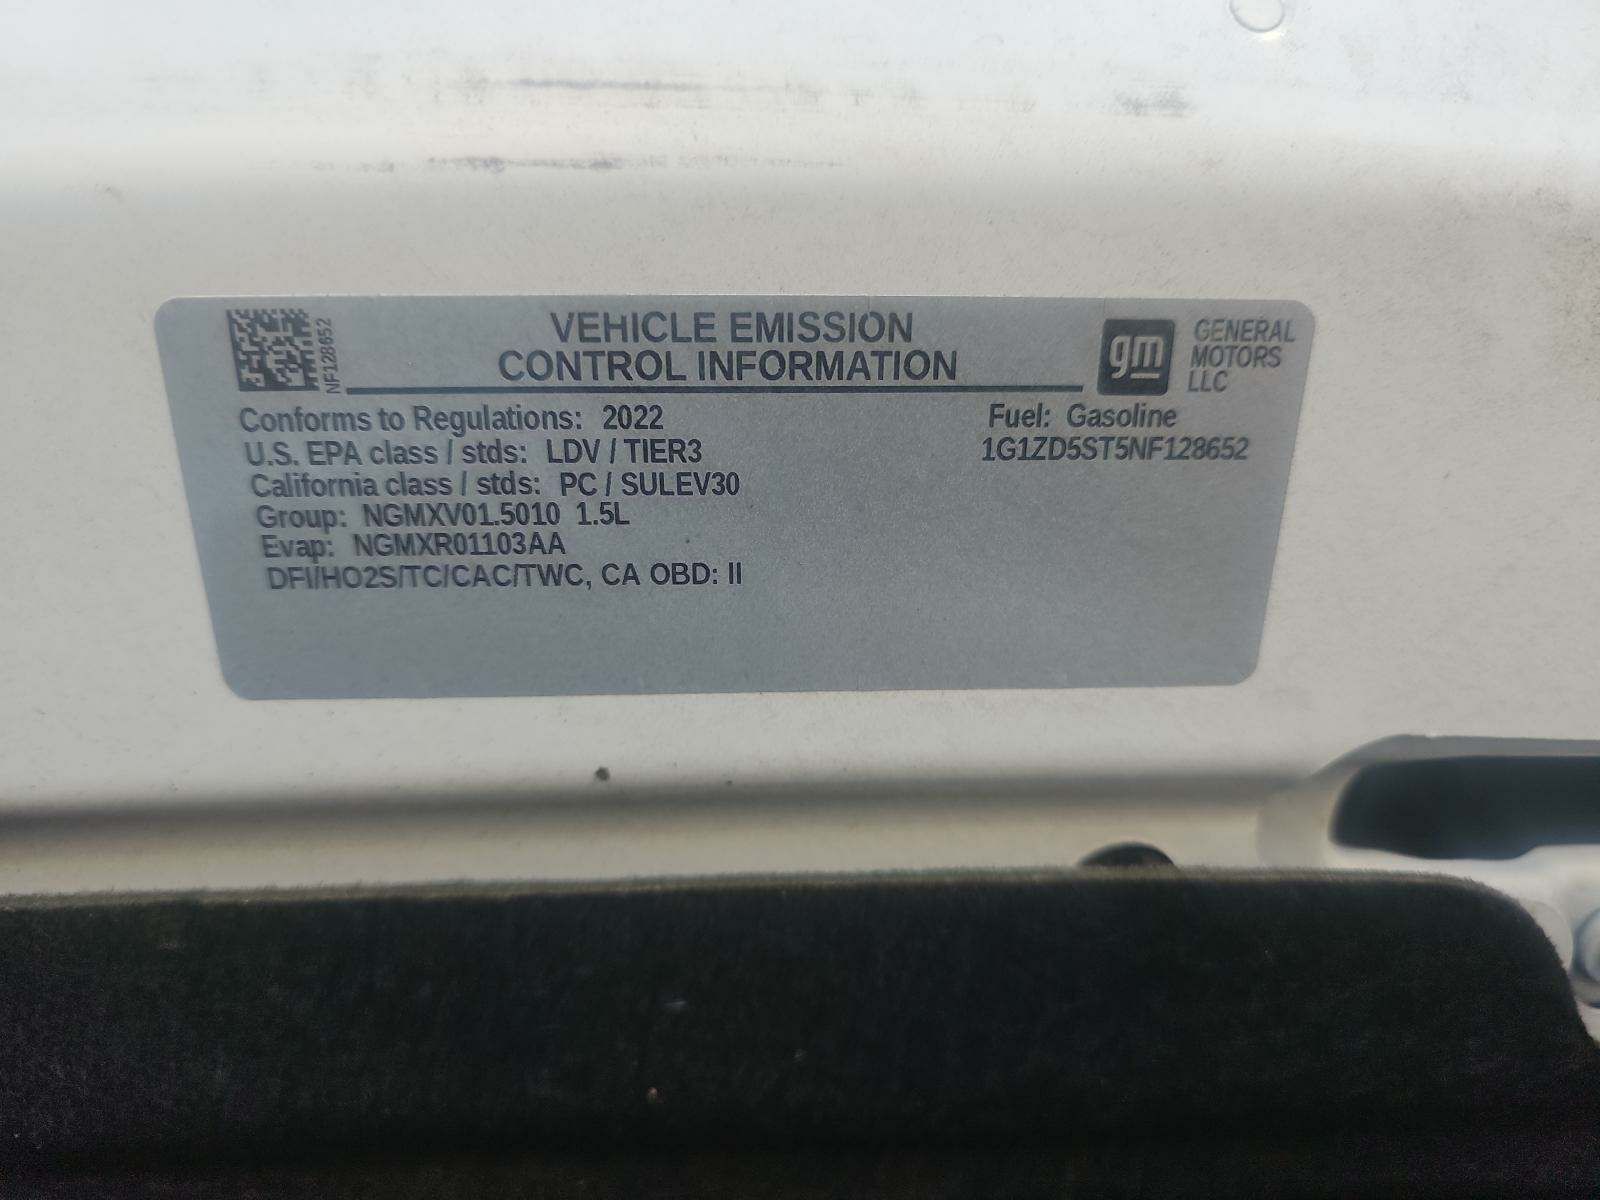 NF128652
VEHICLE EMISSION
CONTROL INFORMATION
gm
GENERAL
MOTORS
LLC
Conforms to Regulations: 2022
U.S. EPA class / stds: LDV / TIER3
California class / stds: PC / SULEV30
Group: NGMXV01.5010 1.5L
Evap: NGMXR01103AA
DFI/HO2S/TC/CAC/TWC, CA OBD: II
Fuel: Gasoline
1G1ZD5ST5NF128652